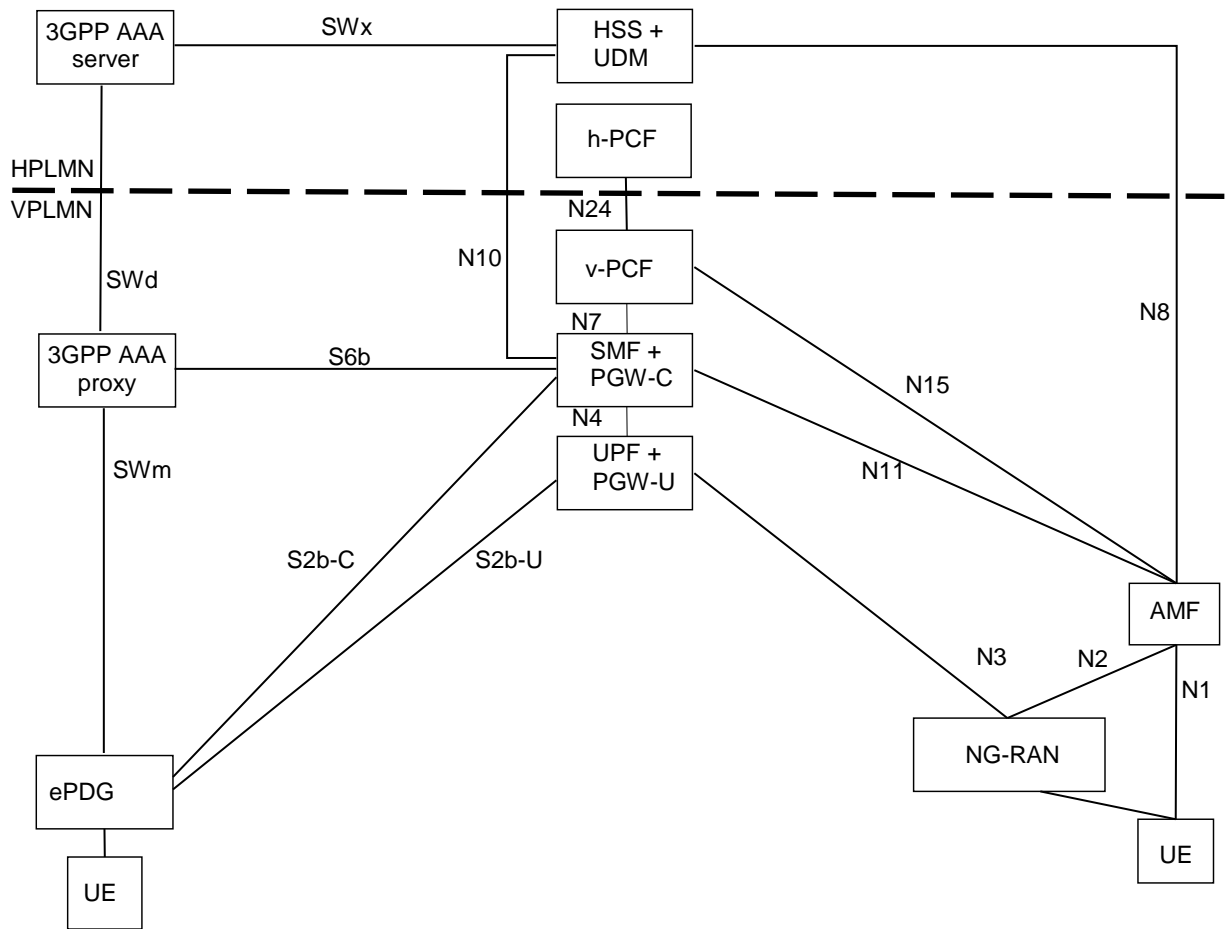 3GPP AAA
server
SWx
HSS +
UDM
h-PCF
HPLMN
VPLMN
N24
N10
v-PCF
SWd
N8
N7
3GPP AAA
proxy
S6b
SMF +
PGW-C
N15
N4
SWm
UPF +
PGW-U
N11
S2b-C
S2b-U
AMF
N3
N2
N1
NG-RAN
ePDG
UE
UE